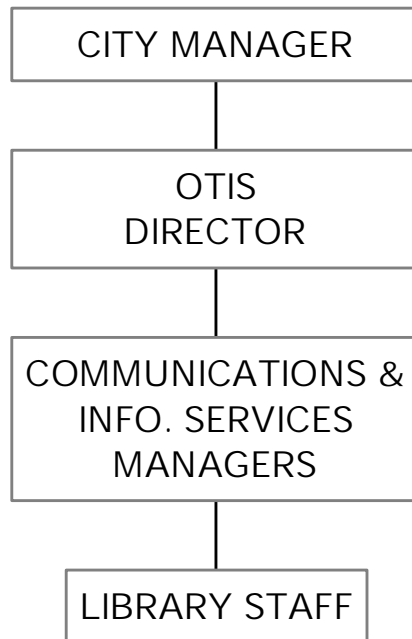 CITY MANAGER
OTIS
DIRECTOR
COMMUNICATIONS &
INFO. SERVICES
MANAGERS
LIBRARY STAFF